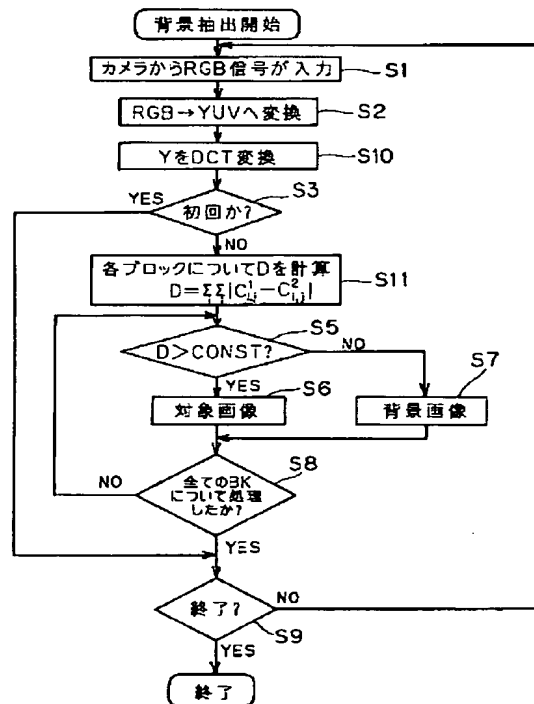 背景抽出開始
カメラからRGB信号が入力
S1
RGB→YUVへ変換
S2
YをDCT変換
S10
S3
YES
初回か?
NO
各ブロックについてDを計算
D=ΣΣ|C¹i,j−C²i,j|
S11
S5
D>CONST?
NO
YES
S6
S7
対象画像
背景画像
S8
NO
全てのBK
について処理
したか?
YES
終了?
NO
S9
YES
終了